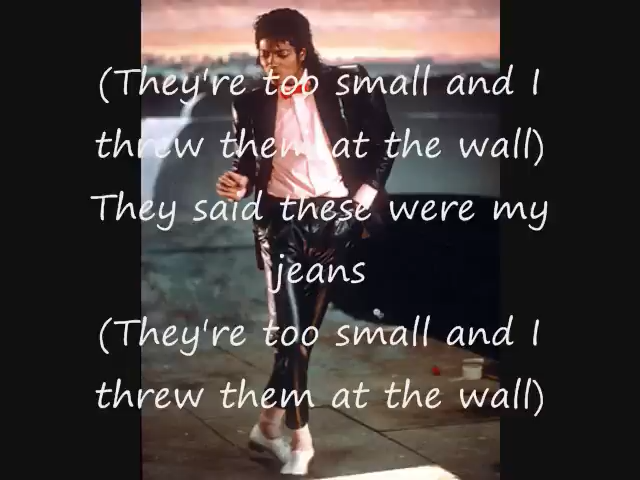 (They're too small and I
threw them at the wall)
They said these were my
jeans
(They're too small and I
threw them at the wall)